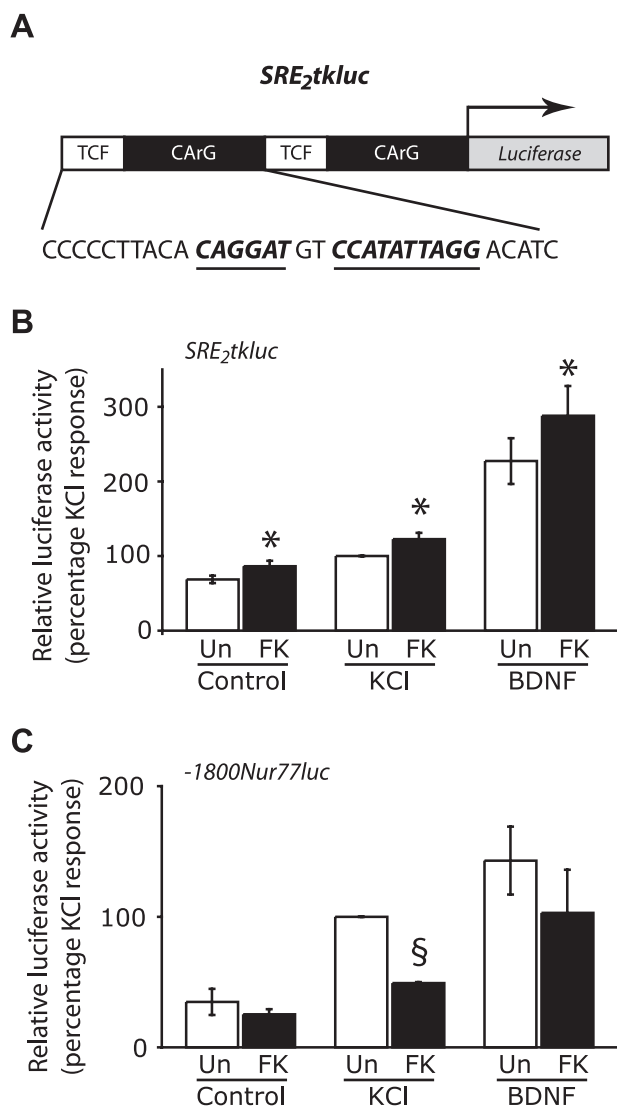 A
SRE2tkluc
TCF CArG TCF CArG Luciferase
CCCCCTTACA CAGGAT GT CCATATTAGG ACATC
B
SRE2tkluc
Relative luciferase activity
(percentage KCl response)
300
200
100
0
*
*
*
Un FK Un FK Un FK
Control KCl BDNF
C
-1800Nur77luc
Relative luciferase activity
(percentage KCl response)
200
100
0
§
Un FK Un FK Un FK
Control KCl BDNF